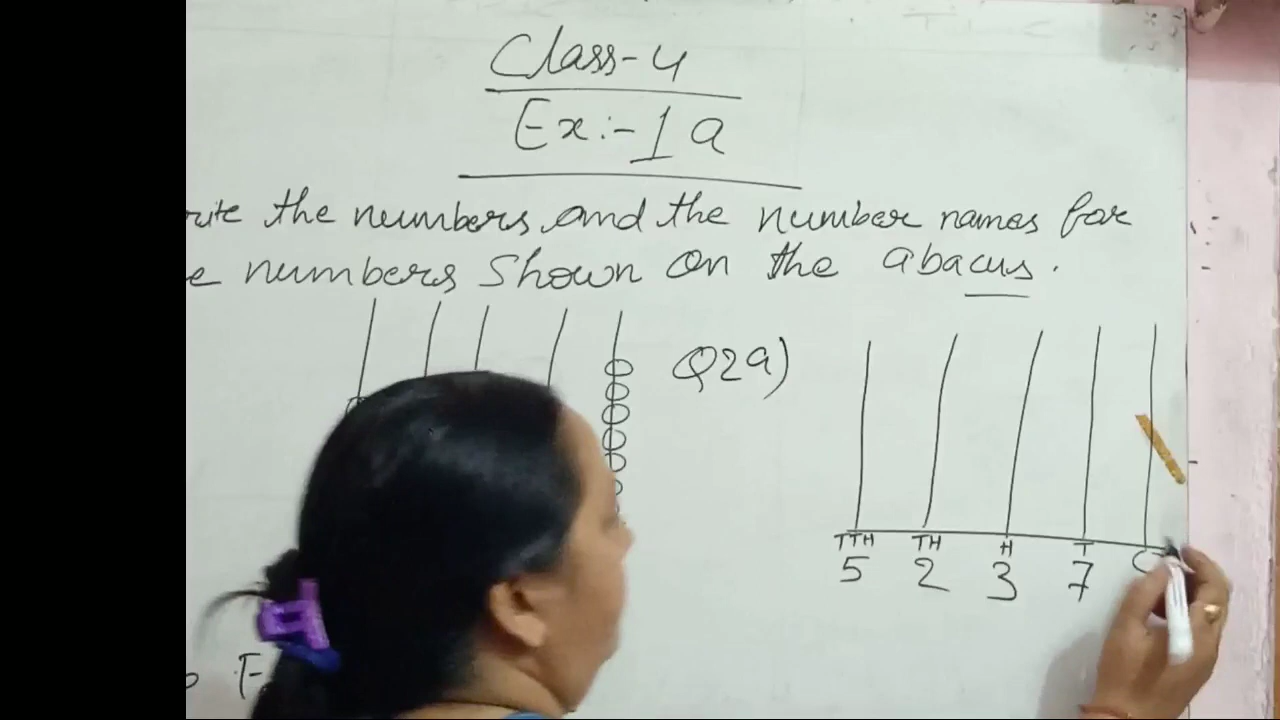 Class-4
Ex:-1a
the numbers and the number names for
numbers shown on the abacus.
Q2a)
TTH TH H T
5 2 3 7